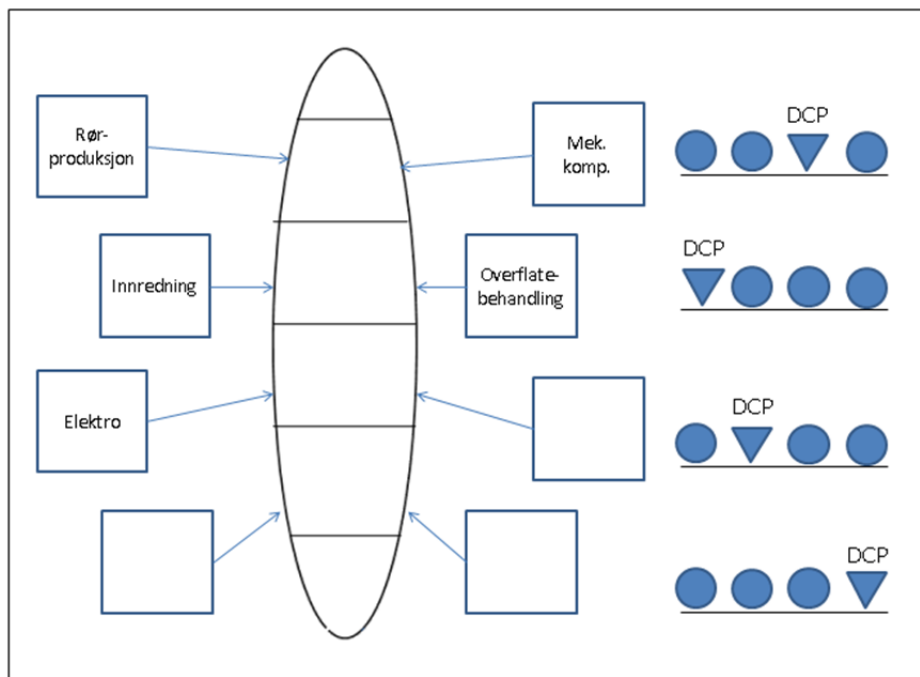 Rør-
produksjon
Mek.
komp.
DCP
Innredning
Overflate-
behandling
DCP
Elektro
DCP
DCP